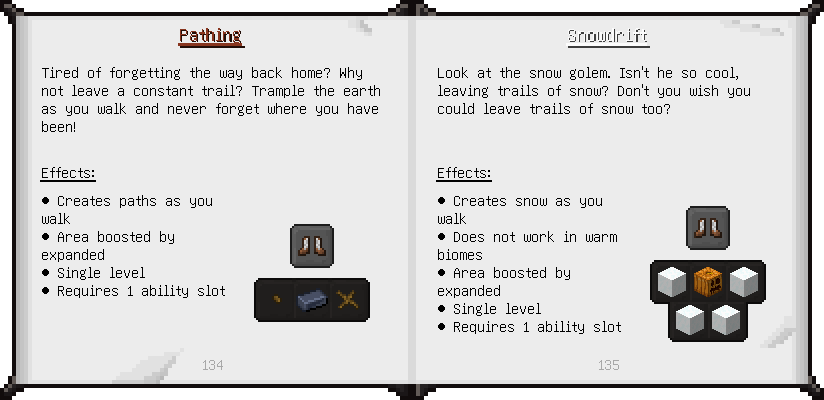 Pathing
Tired of forgetting the way back home? Why
not leave a constant trail? Trample the earth
as you walk and never forget where you have
been!
Effects:
● Creates paths as you
walk
● Area boosted by
expanded
● Single level
● Requires 1 ability slot
134
Snowdrift
Look at the snow golem. Isn't he so cool,
leaving trails of snow? Don't you wish you
could leave trails of snow too?
Effects:
● Creates snow as you
walk
● Does not work in warm
biomes
● Area boosted by
expanded
● Single level
● Requires 1 ability slot
135